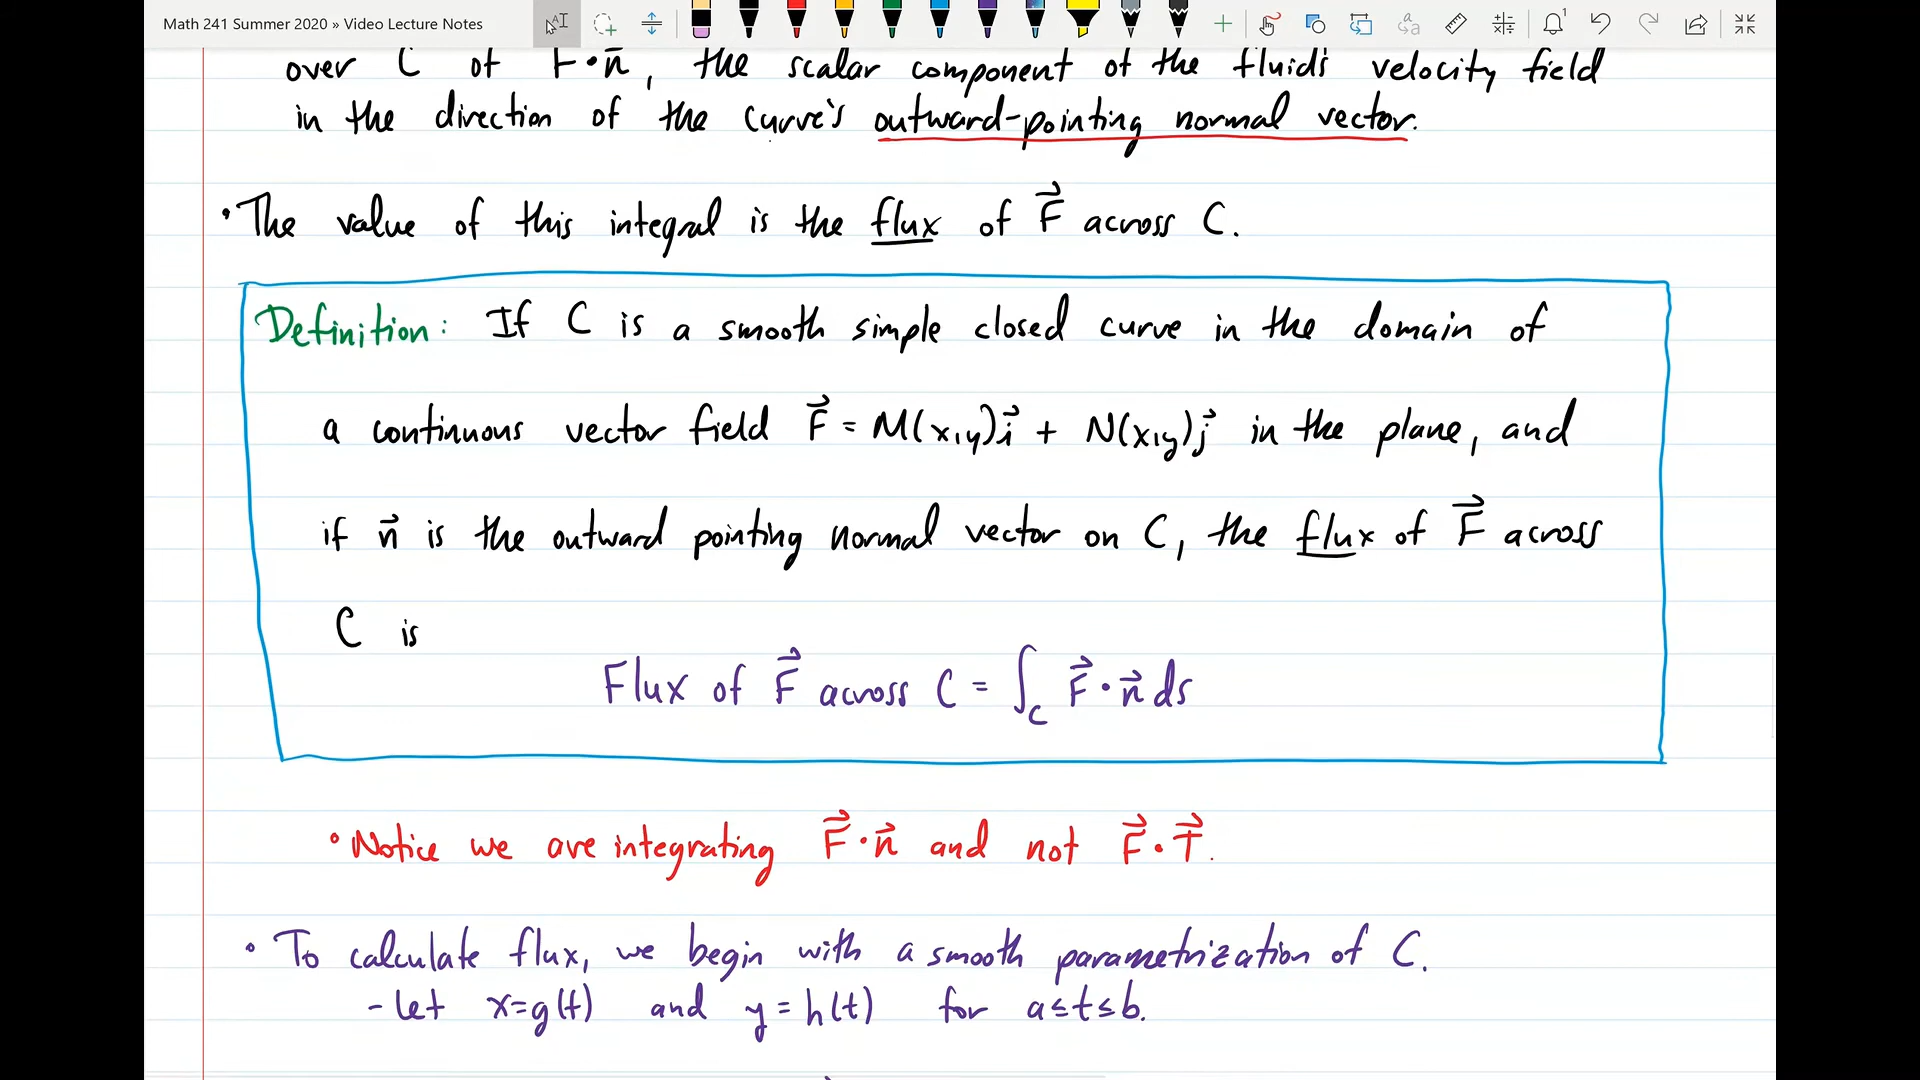 Math 241 Summer 2020 » Video Lecture Notes
over C of F⃗·n⃗, the scalar component of the fluid's velocity field
in the direction of the curve's outward-pointing normal vector.
• The value of this integral is the flux of F⃗ across C.
Definition: If C is a smooth simple closed curve in the domain of
a continuous vector field F⃗ = M(x,y)i⃗ + N(x,y)j⃗ in the plane, and
if n⃗ is the outward pointing normal vector on C, the flux of F⃗ across
C is
Flux of F⃗ across C = ∫_C F⃗·n⃗ ds
• Notice we are integrating F⃗·n⃗ and not F⃗·T⃗.
• To calculate flux, we begin with a smooth parametrization of C.
- Let x=g(t) and y=h(t) for a≤t≤b.